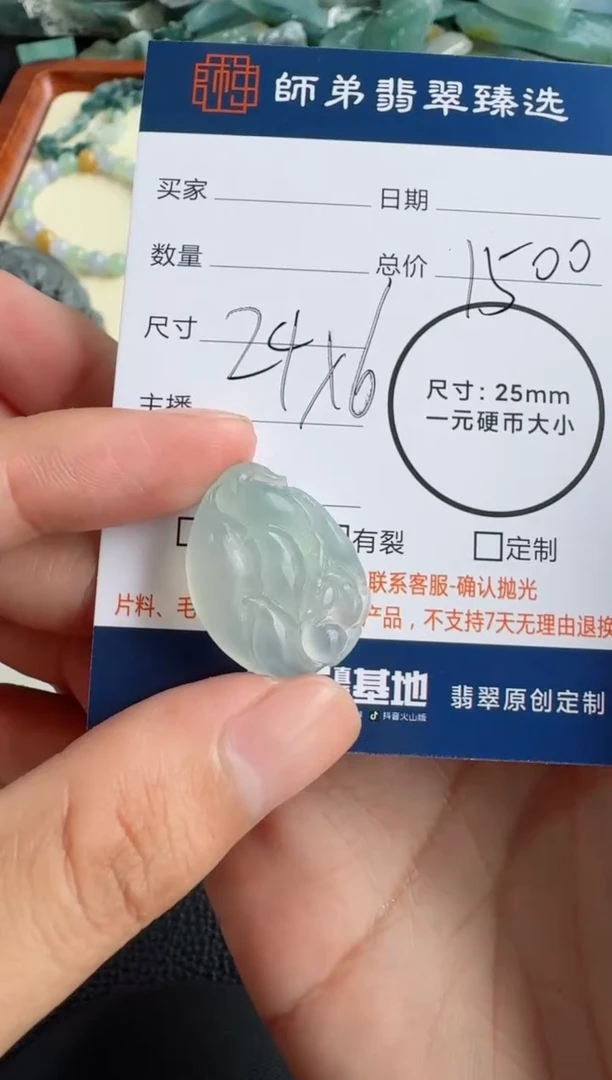 師弟翡翠臻选
买家 日期
数量 总价 1500
尺寸 24x6
主播
尺寸: 25mm
一元硬币大小
有裂 定制
联系客服-确认抛光
片料、毛 产品，不支持7天无理由退换
基地 翡翠原创定制
抖音火山版